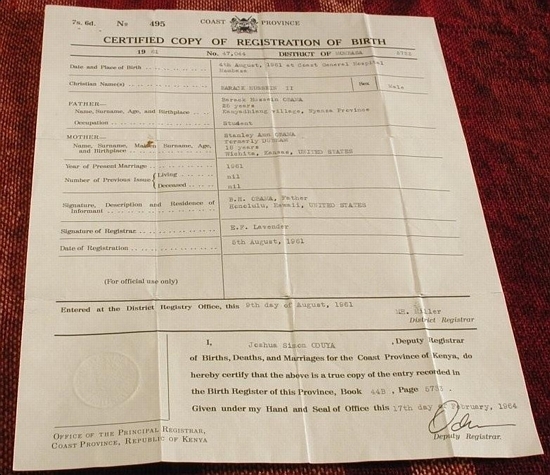 7s. 6d. No 495 COAST PROVINCE
CERTIFIED COPY OF REGISTRATION OF BIRTH
19 61 No. 47,044 DISTRICT OF MOMBASA 5733
Date and Place of Birth 4th August, 1961 at Coast General Hospital
Mombasa
Christian Name(s) BARACK HUSSEIN II Sex Male
FATHER— Barack Hussein OBAMA
Name, Surname, Age, and Birthplace 25 years
Kanyadhiang village, Nyanza Province
Occupation Student
MOTHER— Stanley Ann OBAMA
Name, Surname, Maiden Surname, Age, formerly DUNHAM
and Birthplace 18 years
Wichita, Kansas, UNITED STATES
Year of Present Marriage 1961
Number of Previous Issue Living nil
Deceased nil
Signature, Description and Residence of B.H. OBAMA, Father
Informant Honolulu, Hawaii, UNITED STATES
Signature of Registrar E.F. Lavender
Date of Registration 5th August, 1961
(For official use only)
Entered at the District Registry Office, this 9th day of August, 1961
Miller
District Registrar
I, Joshua Simon ODUYA , Deputy Registrar
of Births, Deaths, and Marriages for the Coast Province of Kenya, do
hereby certify that the above is a true copy of the entry recorded in
the Birth Register of this Province, Book 44B , Page 5733 .
Given under my Hand and Seal of Office this 17th day of February, 1964
Deputy Registrar.
OFFICE OF THE PRINCIPAL REGISTRAR,
COAST PROVINCE, REPUBLIC OF KENYA